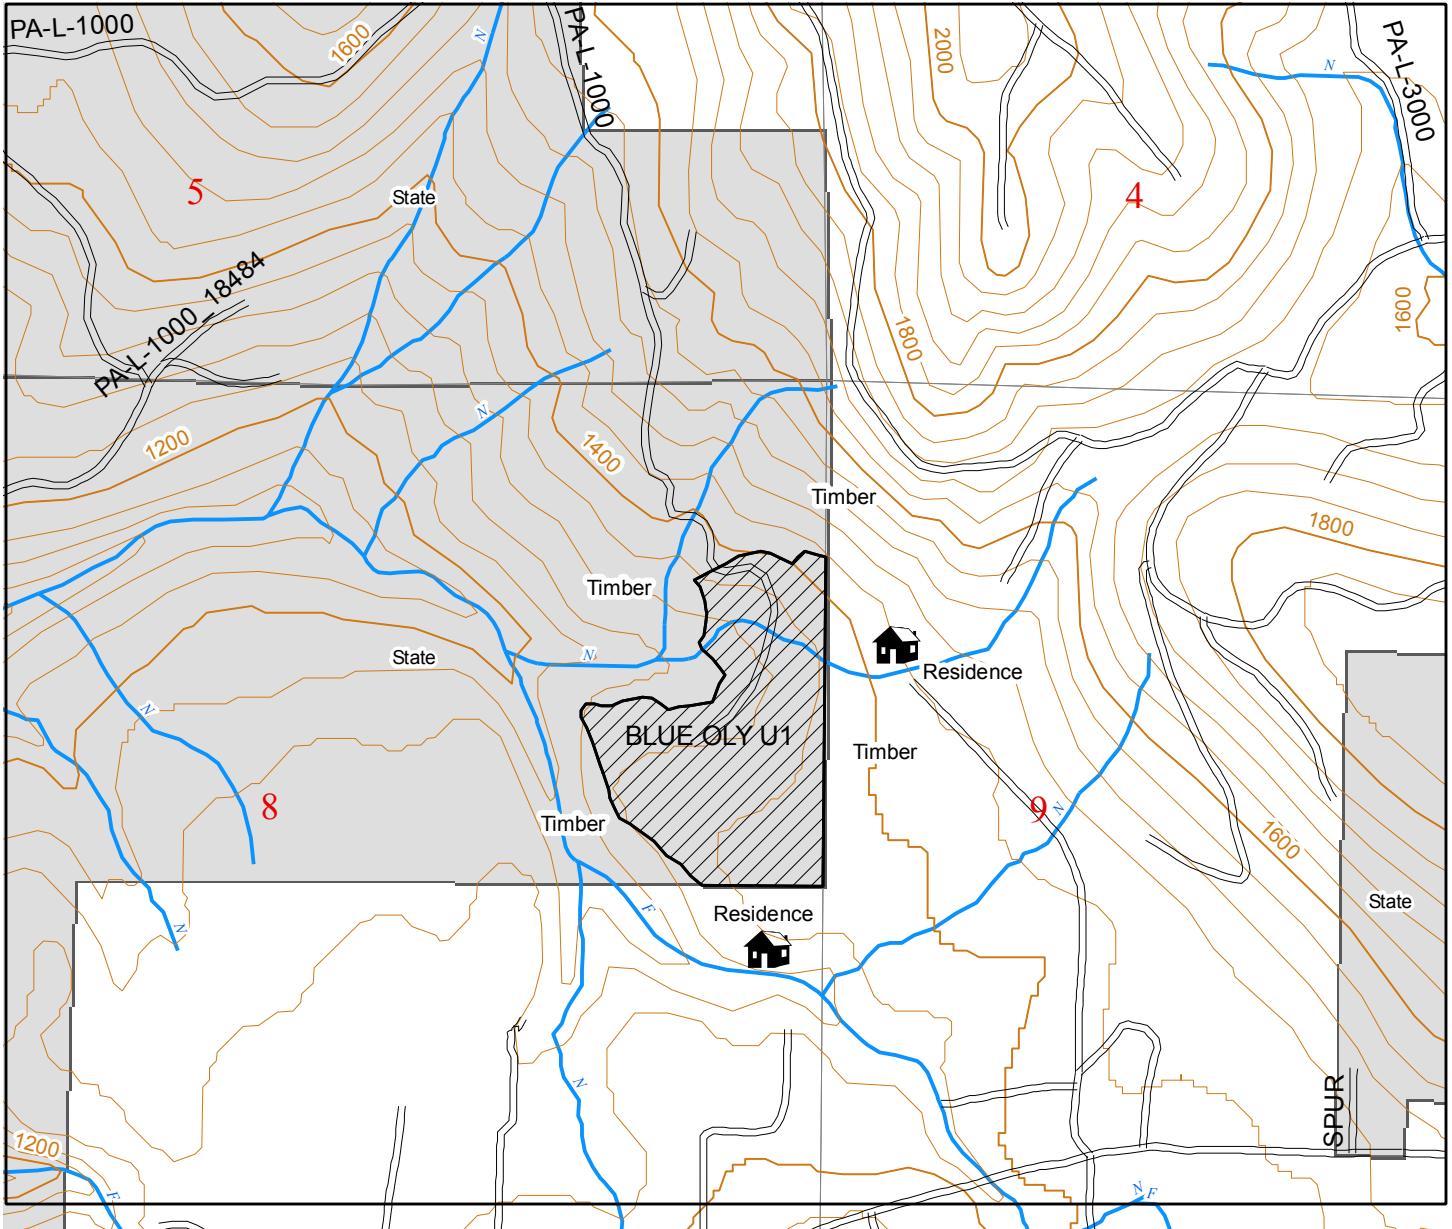 PA-L-1000
1600
N
PA-L-1000
2000
N
PA-L-3000
5
State
4
PA-L-1000_18484
1800
1600
N
1200
1400
Timber
1800
Timber
N
State
Residence
N
BLUE OLY U1
Timber
8
Timber
9
N
1600
N
F
Residence
State
N
SPUR
1200
F
N
F